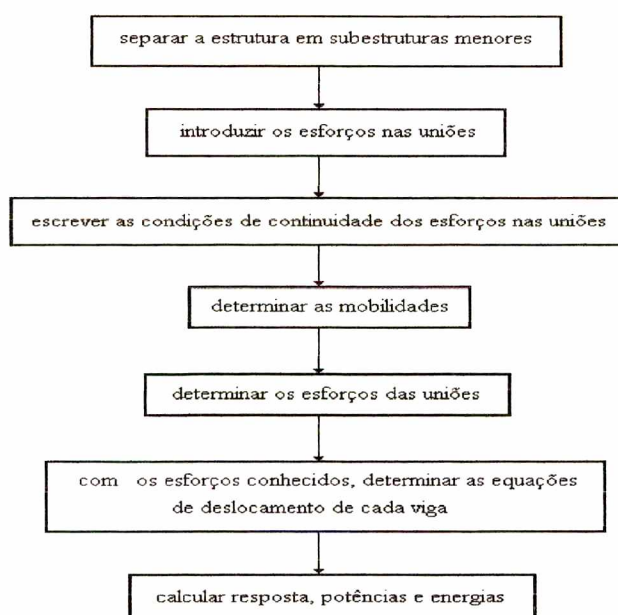 separar a estrutura em subestruturas menores
introduzir os esforços nas uniões
escrever as condições de continuidade dos esforços nas uniões
determinar as mobilidades
determinar os esforços das uniões
com os esforços conhecidos, determinar as equações
de deslocamento de cada viga
calcular resposta, potências e energias